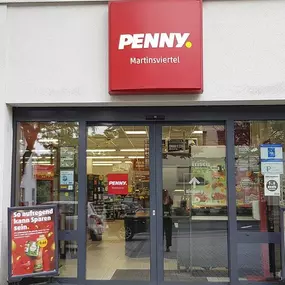 PENNY.
Martinsviertel
PENNY.
So aufregend
kann Sparen
sein.